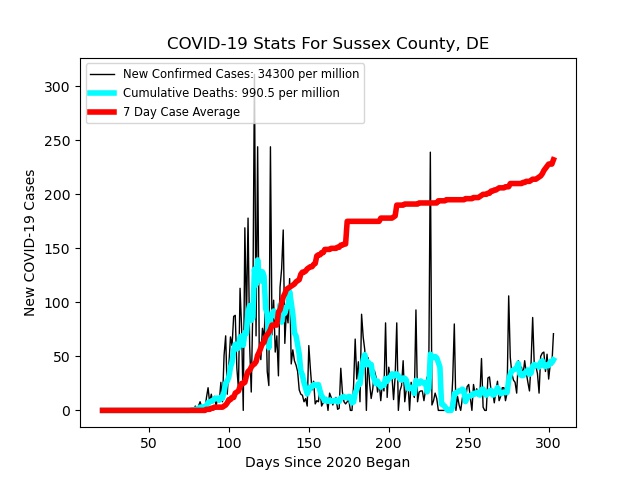 COVID-19 Stats For Sussex County, DE
New Confirmed Cases: 34300 per million
Cumulative Deaths: 990.5 per million
7 Day Case Average
New COVID-19 Cases
300
250
200
150
100
50
0
50 100 150 200 250 300
Days Since 2020 Began